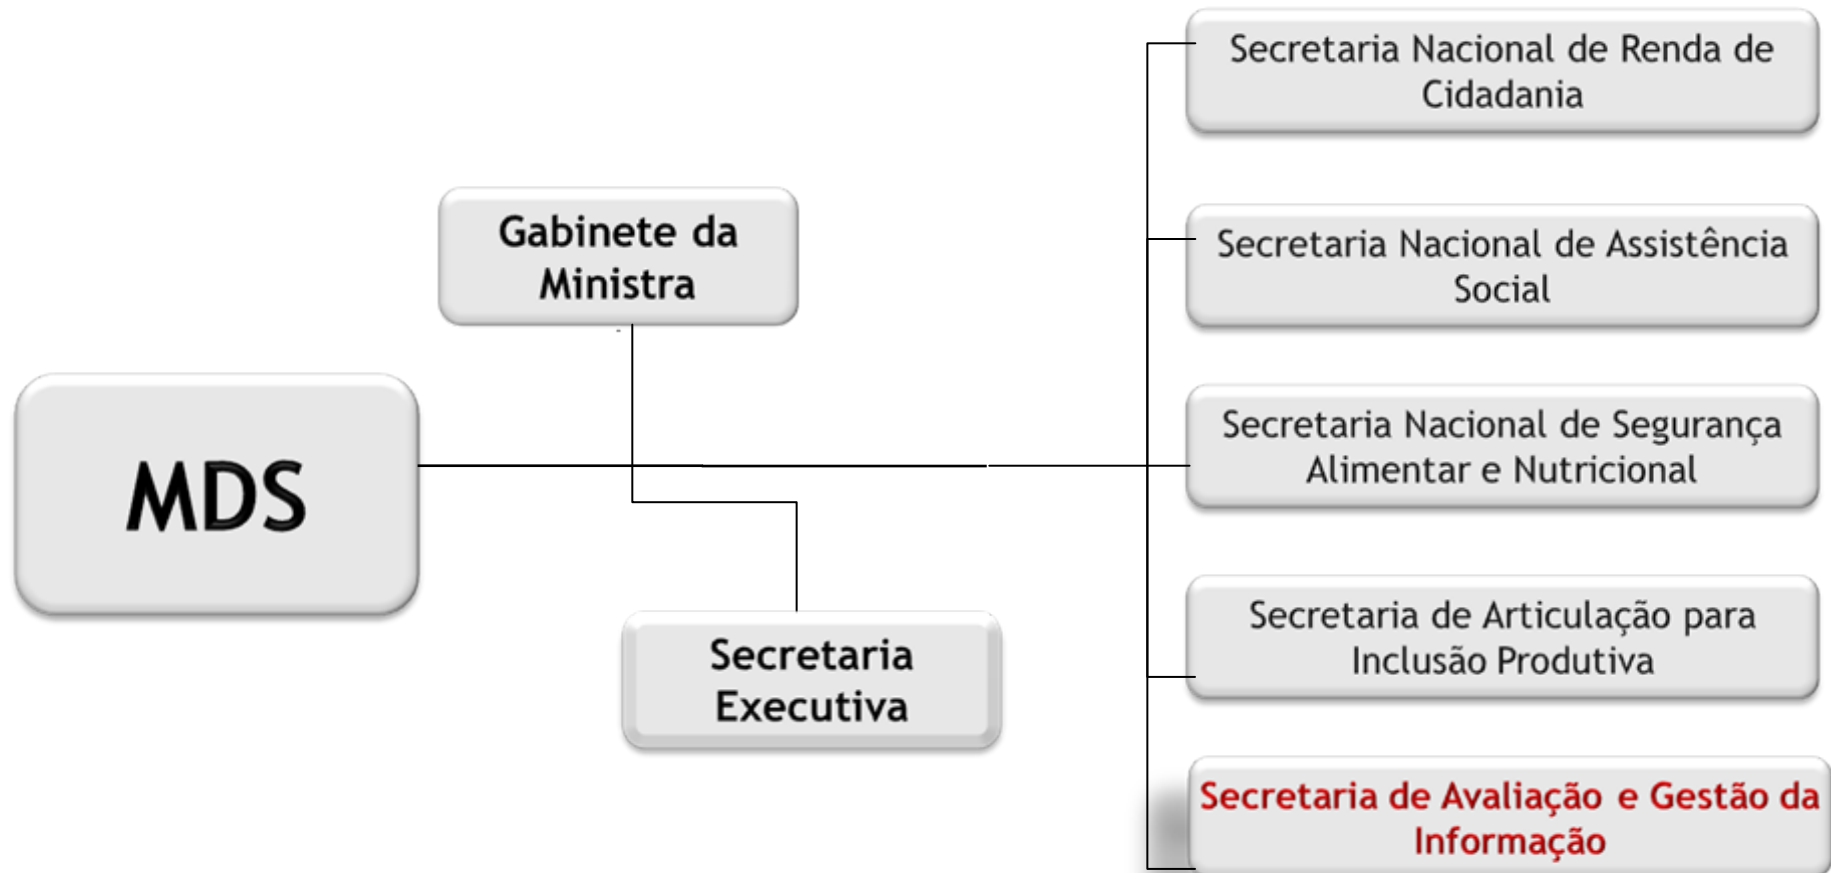 MDS
Gabinete da
Ministra
Secretaria
Executiva
Secretaria Nacional de Renda de
Cidadania
Secretaria Nacional de Assistência
Social
Secretaria Nacional de Segurança
Alimentar e Nutricional
Secretaria de Articulação para
Inclusão Produtiva
Secretaria de Avaliação e Gestão da
Informação